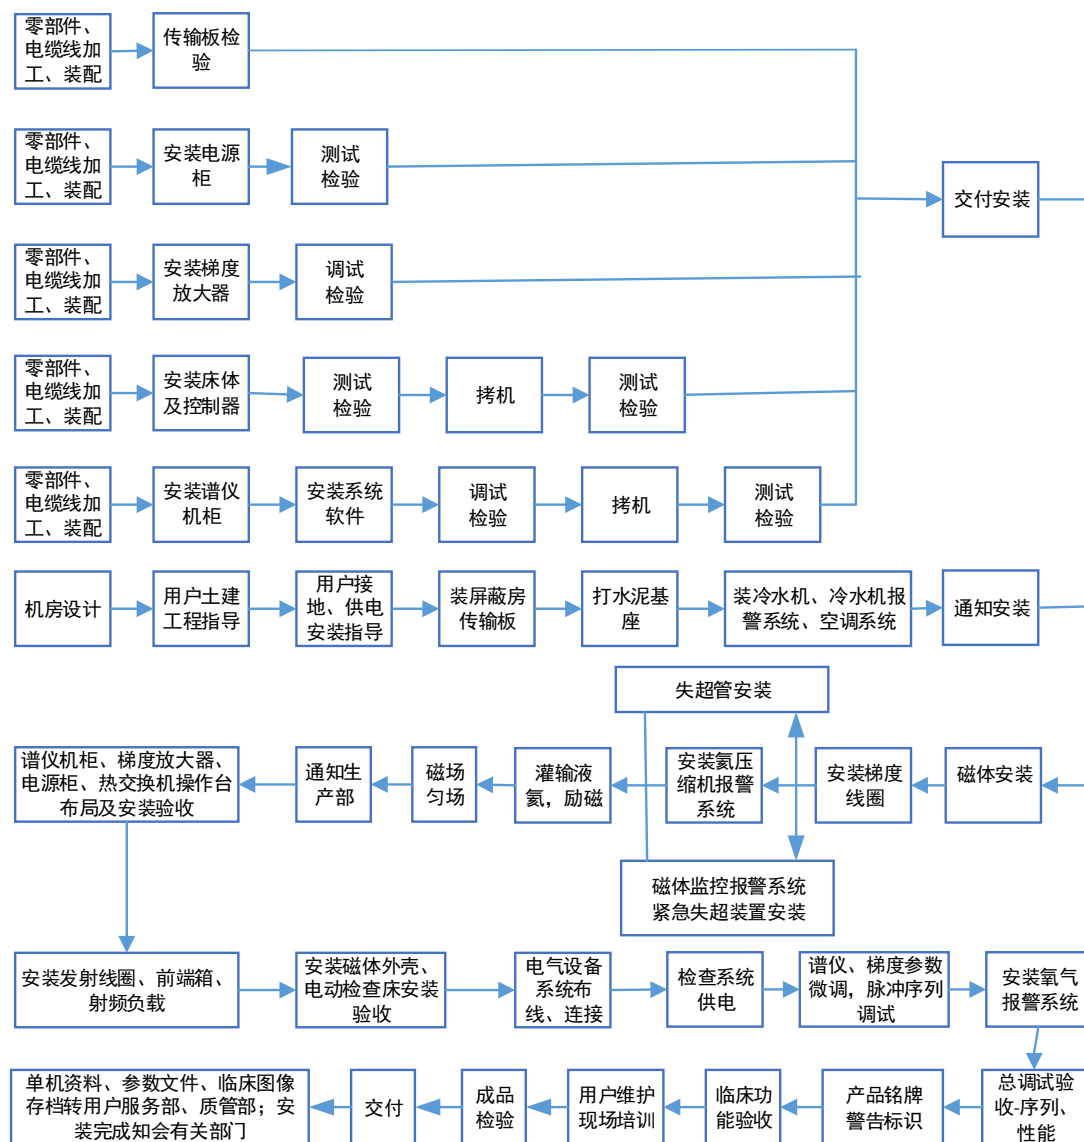 零部件、
电缆线加
工、装配
传输板检
验
零部件、
电缆线加
工、装配
安装电源
柜
测试
检验
交付安装
零部件、
电缆线加
工、装配
安装梯度
放大器
调试
检验
零部件、
电缆线加
工、装配
安装床体
及控制器
测试
检验
拷机
测试
检验
零部件、
电缆线加
工、装配
安装谱仪
机柜
安装系统
软件
调试
检验
拷机
测试
检验
机房设计
用户土建
工程指导
用户接
地、供电
安装指导
装屏蔽房
传输板
打水泥基
座
装冷水机、冷水机报
警系统、空调系统
通知安装
失超管安装
谱仪机柜、梯度放大器、
电源柜、热交换机操作台
布局及安装验收
通知生
产部
磁场
匀场
灌输液
氦，励磁
安装氦压
缩机报警
系统
安装梯度
线圈
磁体安装
磁体监控报警系统
紧急失超装置安装
安装发射线圈、前端箱、
射频负载
安装磁体外壳、
电动检查床安装
验收
电气设备
系统布
线、连接
检查系统
供电
谱仪、梯度参数
微调，脉冲序列
调试
安装氧气
报警系统
单机资料、参数文件、临床图像
存档转用户服务部、质管部；安
装完成知会有关部门
交付
成品
检验
用户维护
现场培训
临床功
能验收
产品铭牌
警告标识
总调试验
收-序列、
性能